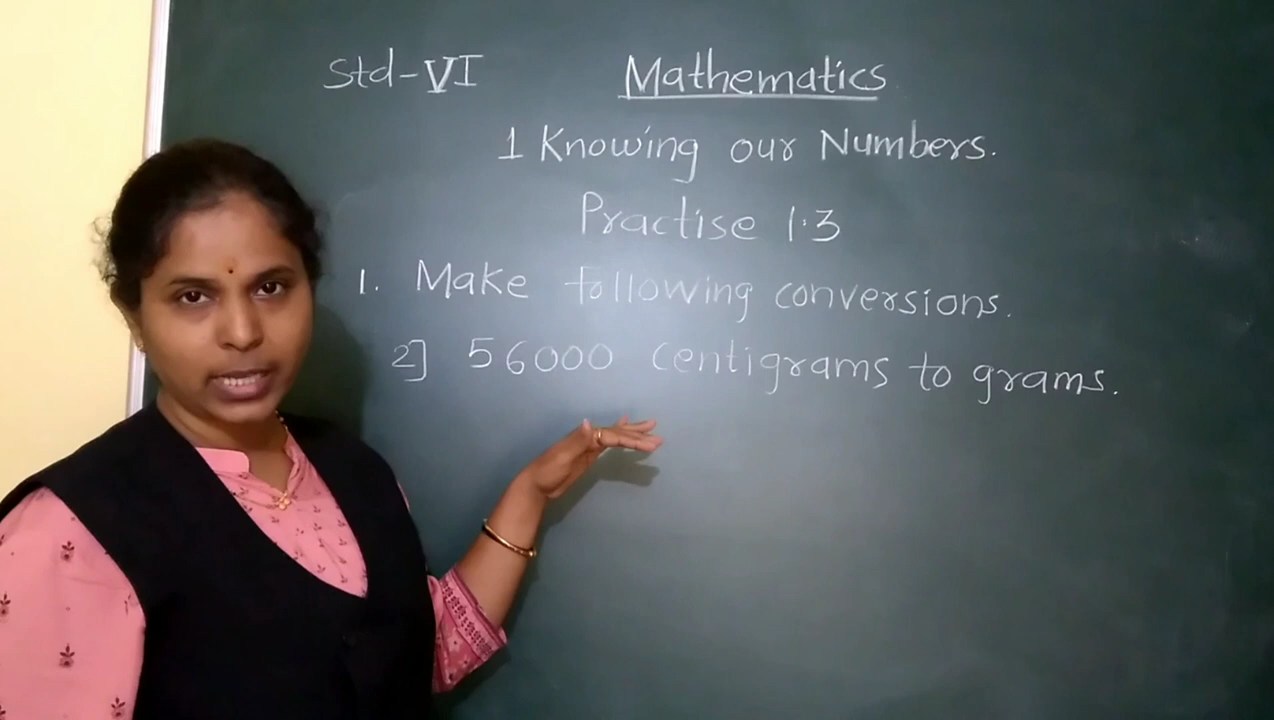 Std-VI Mathematics
1 Knowing our Numbers.
Practise 1.3
1. Make following conversions.
2] 56000 Centigrams to grams.